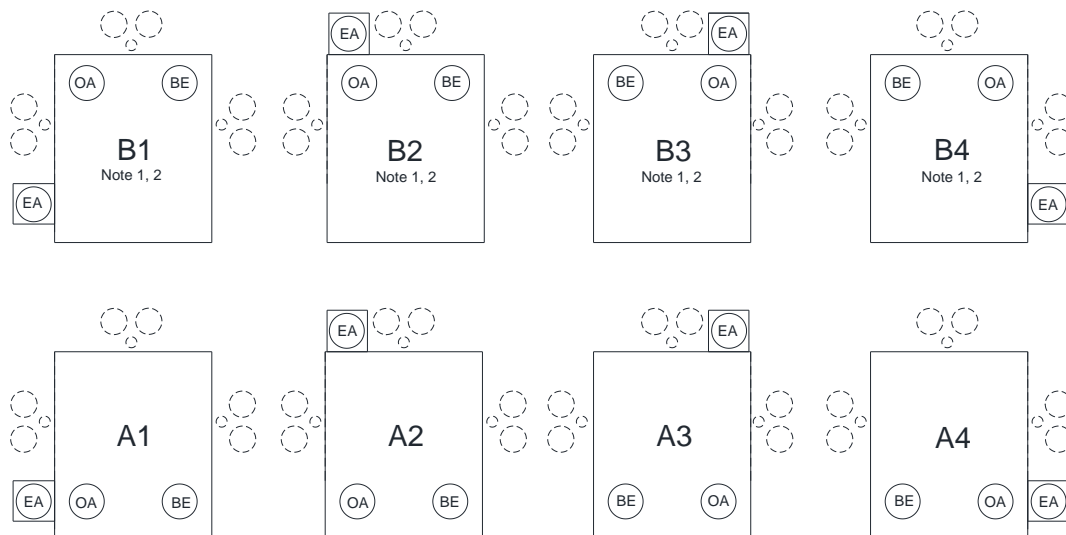 EA
EA
OA
BE
OA
BE
BE
OA
BE
OA
B1
B2
B3
B4
Note 1, 2
Note 1, 2
Note 1, 2
Note 1, 2
EA
EA
EA
EA
A1
A2
A3
A4
EA
OA
BE
OA
BE
BE
OA
BE
OA
EA